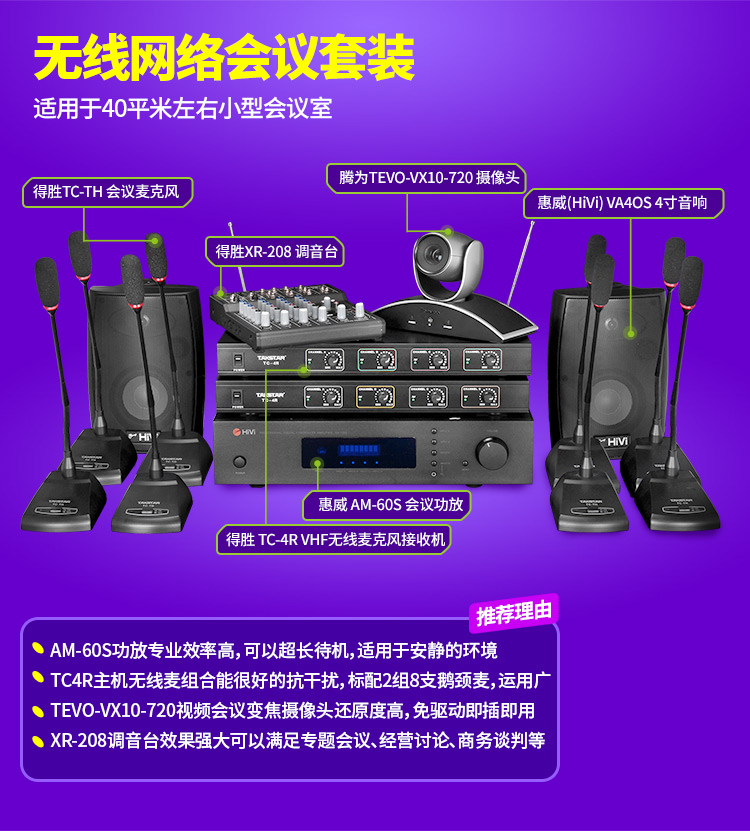 无线网络会议套装
适用于40平米左右小型会议室
得胜TC-TH 会议麦克风
腾为TEVO-VX10-720 摄像头
惠威(HiVi) VA4OS 4寸音响
得胜XR-208 调音台
TAKSTAR
TC-4R
POWER
TAKSTAR
TC-4R
POWER
HiVi
HiVi
HiVi
TAKSTAR
TAKSTAR
TAKSTAR
TAKSTAR
惠威 AM-60S 会议功放
得胜 TC-4R VHF无线麦克风接收机
推荐理由
AM-60S功放专业效率高，可以超长待机，适用于安静的环境
TC4R主机无线麦组合能很好的抗干扰，标配2组8支鹅颈麦，运用广
TEVO-VX10-720视频会议变焦摄像头还原度高，免驱动即插即用
XR-208调音台效果强大可以满足专题会议、经营讨论、商务谈判等